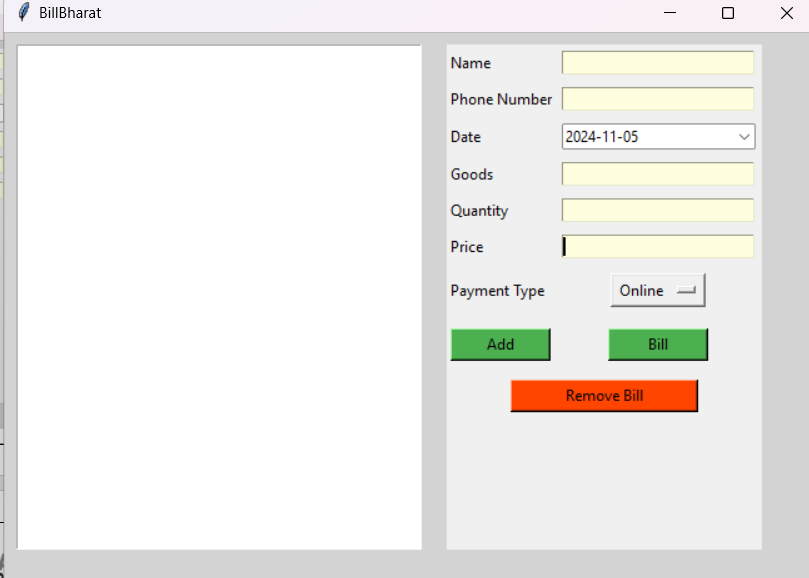 BillBharat
Name
Phone Number
Date 2024-11-05
Goods
Quantity
Price
Payment Type Online
Add Bill
Remove Bill